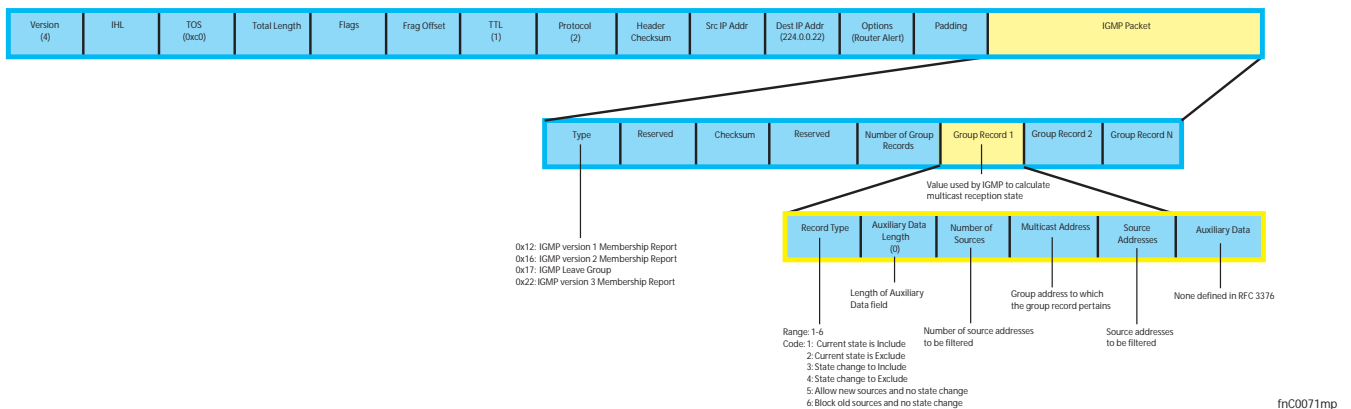 Version
(4)
IHL
TOS
(0xc0)
Total Length
Flags
Frag Offset
TTL
(1)
Protocol
(2)
Header
Checksum
Src IP Addr
Dest IP Addr
(224.0.0.22)
Options
(Router Alert)
Padding
IGMP Packet
Type
Reserved
Checksum
Reserved
Number of Group
Records
Group Record 1
Group Record 2
Group Record N
Value used by IGMP to calculate
multicast reception state
0x12: IGMP version 1 Membership Report
0x16: IGMP version 2 Membership Report
0x17: IGMP Leave Group
0x22: IGMP version 3 Membership Report
Record Type
Auxiliary Data
Length
(0)
Number of
Sources
Multicast Address
Source
Addresses
Auxiliary Data
Length of Auxiliary
Data field
Group address to which
the group record pertains
None defined in RFC 3376
Range: 1-6
Code: 1: Current state is Include
2: Current state is Exclude
3: State change to Include
4: State change to Exclude
5: Allow new sources and no state change
6: Block old sources and no state change
Number of source addresses
to be filtered
Source addresses
to be filtered
fnC0071mp